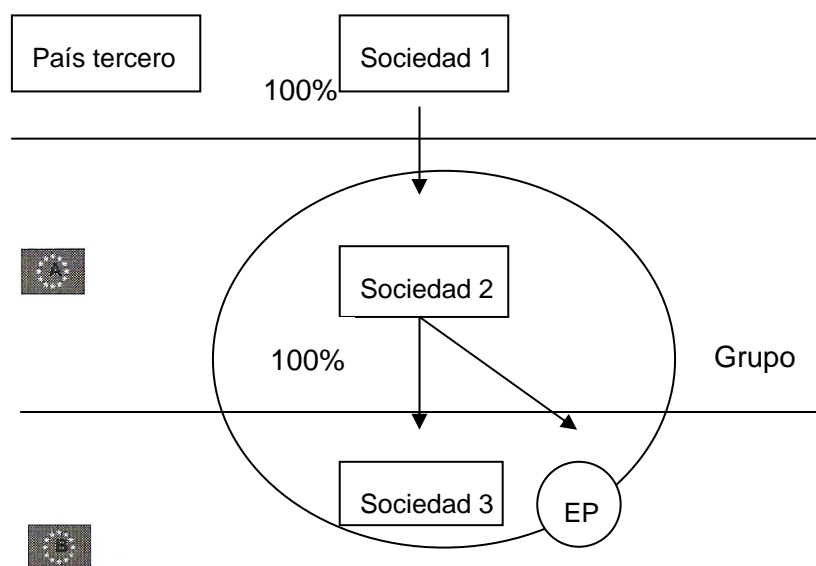 País tercero
Sociedad 1
100%
A
Sociedad 2
100%
Grupo
Sociedad 3
EP
B